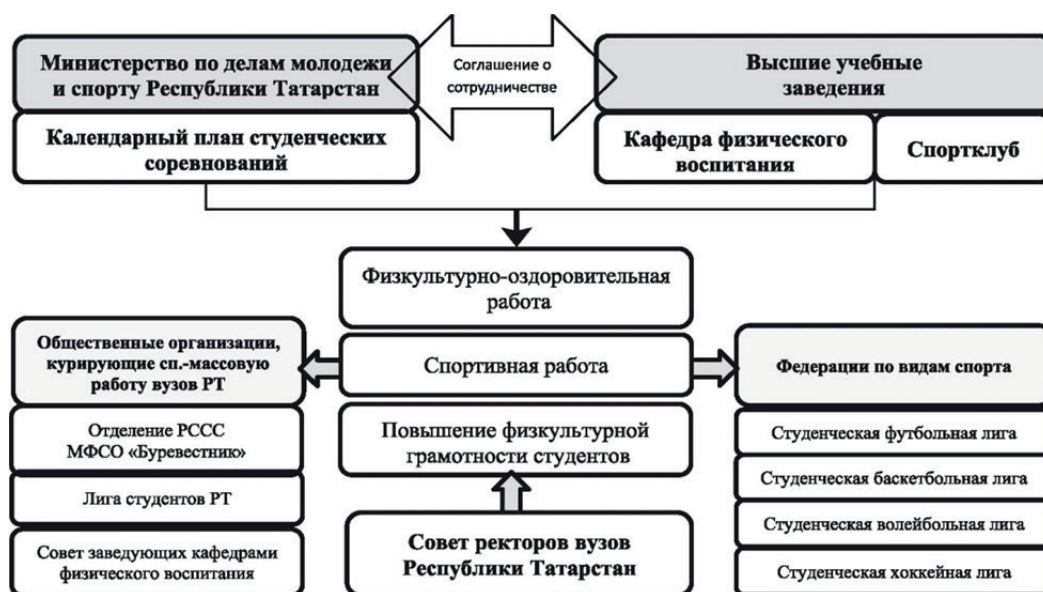 Министерство по делам молодежи
и спорту Республики Татарстан
Соглашение о
сотрудничестве
Высшие учебные
заведения
Календарный план студенческих
соревнований
Кафедра физического
воспитания
Спортклуб
Физкультурно-оздоровительная
работа
Общественные организации,
курирующие сп.-массовую
работу вузов РТ
Спортивная работа
Федерации по видам спорта
Отделение РССС
МФСО «Буревестник»
Повышение физкультурной
грамотности студентов
Студенческая футбольная лига
Студенческая баскетбольная лига
Лига студентов РТ
Студенческая волейбольная лига
Совет заведующих кафедрами
физического воспитания
Совет ректоров вузов
Республики Татарстан
Студенческая хоккейная лига